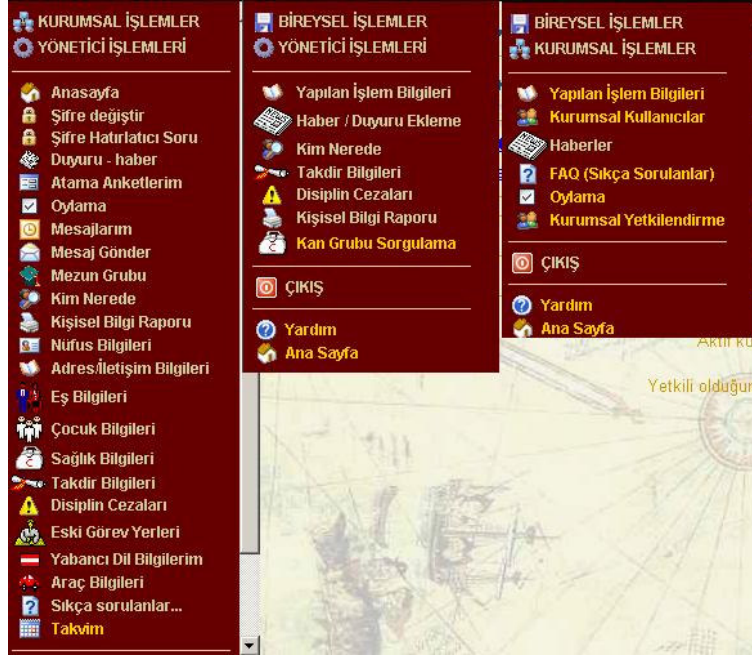 KURUMSAL İŞLEMLER
YÖNETİCİ İŞLEMLERİ
Anasayfa
Şifre değiştir
Şifre Hatırlatıcı Soru
Duyuru - haber
Atama Anketlerim
Oylama
Mesajlarım
Mesaj Gönder
Mezun Grubu
Kim Nerede
Kişisel Bilgi Raporu
Nüfus Bilgileri
Adres/İletişim Bilgileri
Eş Bilgileri
Çocuk Bilgileri
Sağlık Bilgileri
Takdir Bilgileri
Disiplin Cezaları
Eski Görev Yerleri
Yabancı Dil Bilgilerim
Araç Bilgileri
Sıkça sorulanlar...
Takvim
BİREYSEL İŞLEMLER
YÖNETİCİ İŞLEMLERİ
Yapılan İşlem Bilgileri
Haber / Duyuru Ekleme
Kim Nerede
Takdir Bilgileri
Disiplin Cezaları
Kişisel Bilgi Raporu
Kan Grubu Sorgulama
ÇIKIŞ
Yardım
Ana Sayfa
BİREYSEL İŞLEMLER
KURUMSAL İŞLEMLER
Yapılan İşlem Bilgileri
Kurumsal Kullanıcılar
Haberler
FAQ (Sıkça Sorulanlar)
Oylama
Kurumsal Yetkilendirme
ÇIKIŞ
Yardım
Ana Sayfa
Aktif ku
Yetkili olduğun